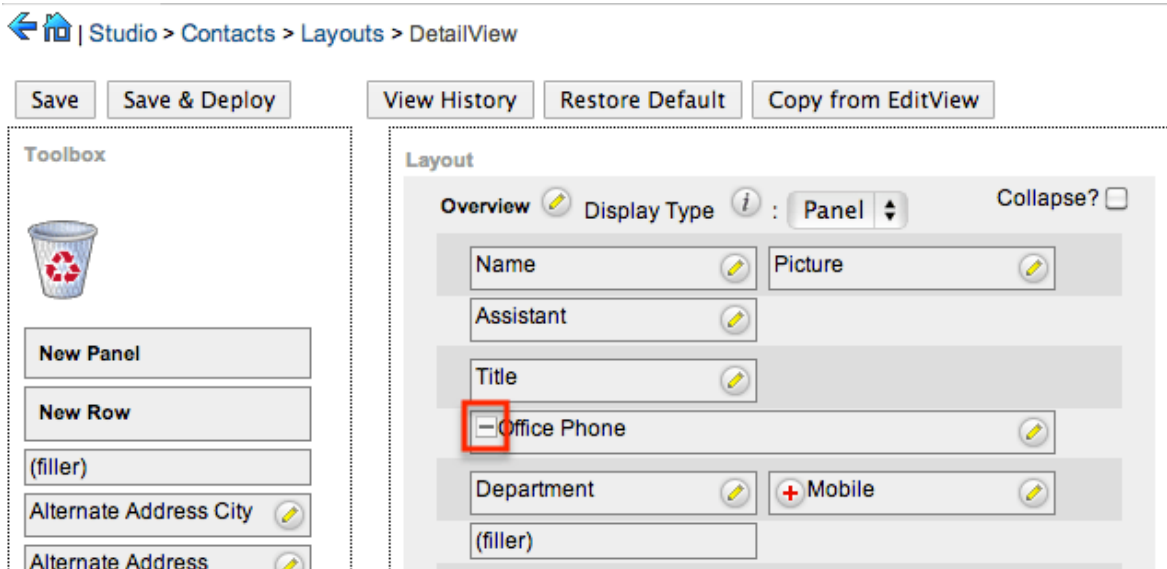 | Studio > Contacts > Layouts > DetailView
Save Save & Deploy View History Restore Default Copy from EditView
Toolbox
New Panel
New Row
(filler)
Alternate Address City
Alternate Address
Layout
Overview Display Type i : Panel Collapse?
Name Picture
Assistant
Title
Office Phone
Department Mobile
(filler)